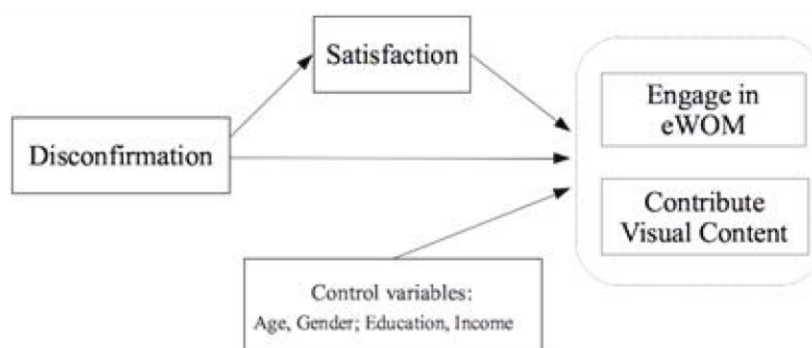 Satisfaction
Disconfirmation
Engage in
eWOM
Contribute
Visual Content
Control variables:
Age, Gender; Education, Income